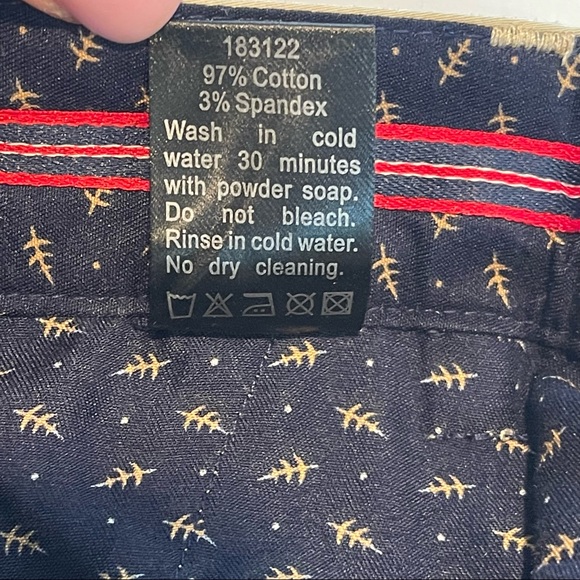 183122
97% Cotton
3% Spandex
Wash in cold
water 30 minutes
with powder soap.
Do not bleach.
Rinse in cold water.
No dry cleaning.